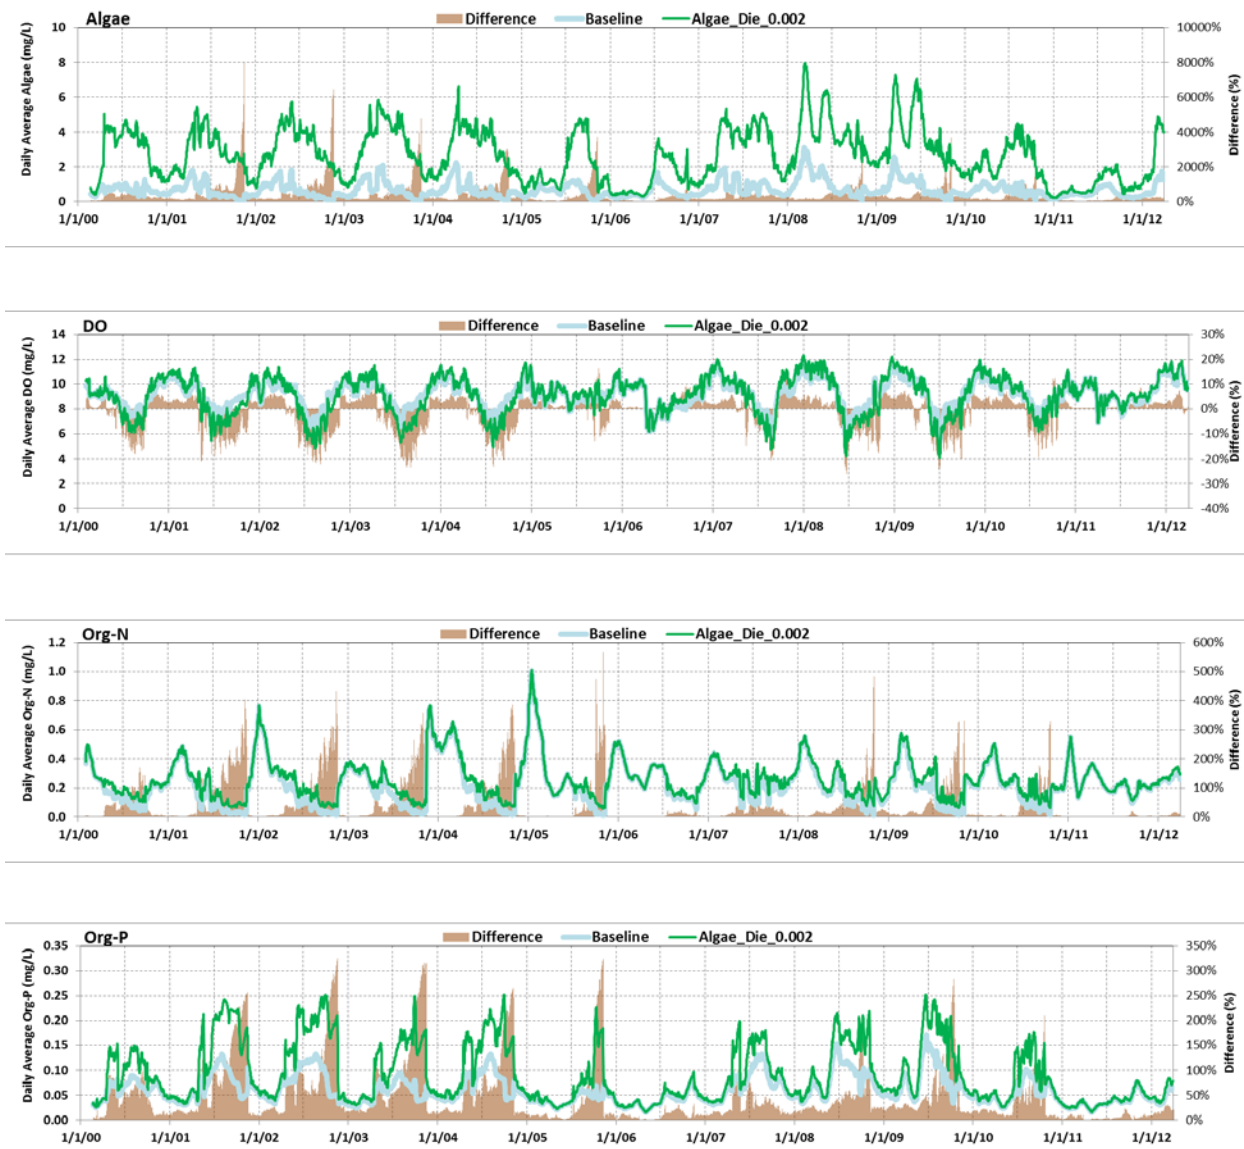 Algae
Difference Baseline Algae_Die_0.002
Daily Average Algae (mg/L)
10
8
6
4
2
0
10000%
8000%
6000%
4000%
2000%
0%
Difference (%)
1/1/00 1/1/01 1/1/02 1/1/03 1/1/04 1/1/05 1/1/06 1/1/07 1/1/08 1/1/09 1/1/10 1/1/11 1/1/12
DO
Difference Baseline Algae_Die_0.002
Daily Average DO (mg/L)
14
12
10
8
6
4
2
0
30%
20%
10%
0%
-10%
-20%
-30%
-40%
Difference (%)
1/1/00 1/1/01 1/1/02 1/1/03 1/1/04 1/1/05 1/1/06 1/1/07 1/1/08 1/1/09 1/1/10 1/1/11 1/1/12
Org-N
Difference Baseline Algae_Die_0.002
Daily Average Org-N (mg/L)
1.2
1.0
0.8
0.6
0.4
0.2
0.0
600%
500%
400%
300%
200%
100%
0%
Difference (%)
1/1/00 1/1/01 1/1/02 1/1/03 1/1/04 1/1/05 1/1/06 1/1/07 1/1/08 1/1/09 1/1/10 1/1/11 1/1/12
Org-P
Difference Baseline Algae_Die_0.002
Daily Average Org-P (mg/L)
0.35
0.30
0.25
0.20
0.15
0.10
0.05
0.00
350%
300%
250%
200%
150%
100%
50%
0%
Difference (%)
1/1/00 1/1/01 1/1/02 1/1/03 1/1/04 1/1/05 1/1/06 1/1/07 1/1/08 1/1/09 1/1/10 1/1/11 1/1/12